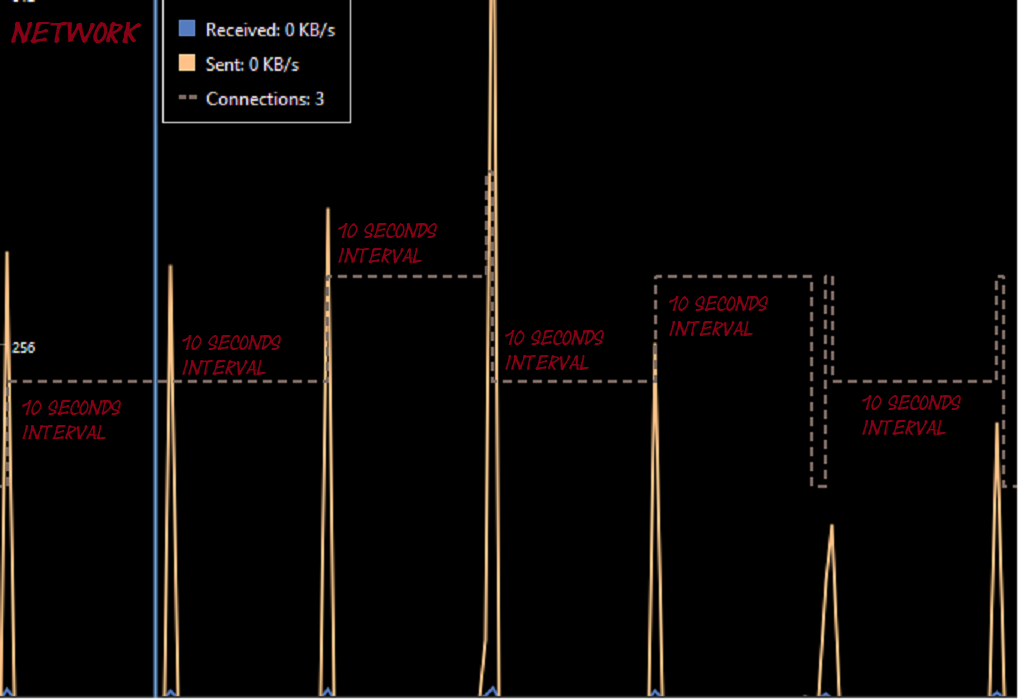 NETWORK
Received: 0 KB/s
Sent: 0 KB/s
Connections: 3
10 SECONDS
INTERVAL
10 SECONDS
INTERVAL
10 SECONDS
INTERVAL
10 SECONDS
INTERVAL
256
10 SECONDS
INTERVAL
10 SECONDS
INTERVAL